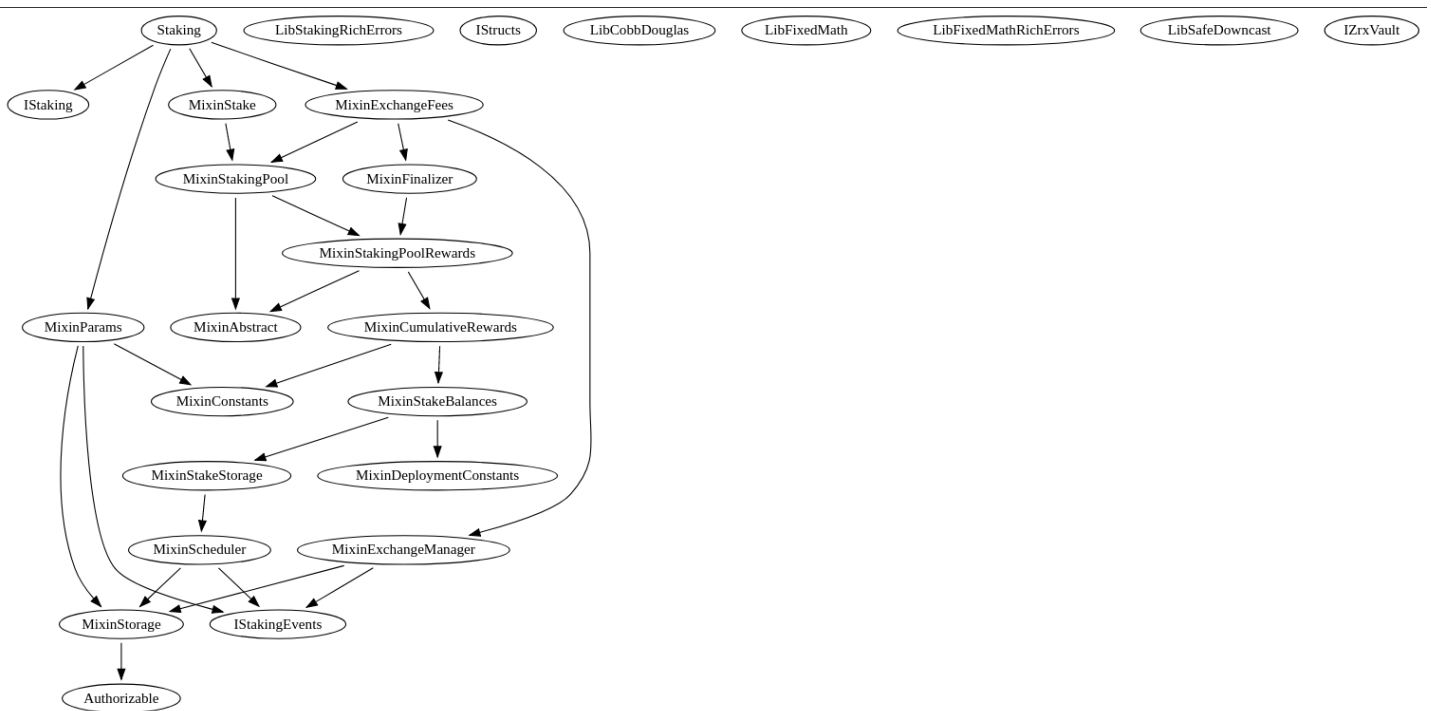 Staking
LibStakingRichErrors
IStructs
LibCobbDouglas
LibFixedMath
LibFixedMathRichErrors
LibSafeDowncast
IZrxVault
IStaking
MixinStake
MixinExchangeFees
MixinStakingPool
MixinFinalizer
MixinStakingPoolRewards
MixinParams
MixinAbstract
MixinCumulativeRewards
MixinConstants
MixinStakeBalances
MixinStakeStorage
MixinDeploymentConstants
MixinScheduler
MixinExchangeManager
MixinStorage
IStakingEvents
Authorizable